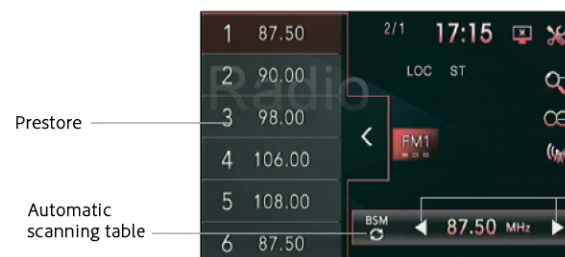 1 87.50
2 90.00
3 98.00
4 106.00
5 108.00
6 87.50
Radio
2/1 17:15
LOC ST
FM1
BSM
87.50 MHz
Prestore
Automatic
scanning table